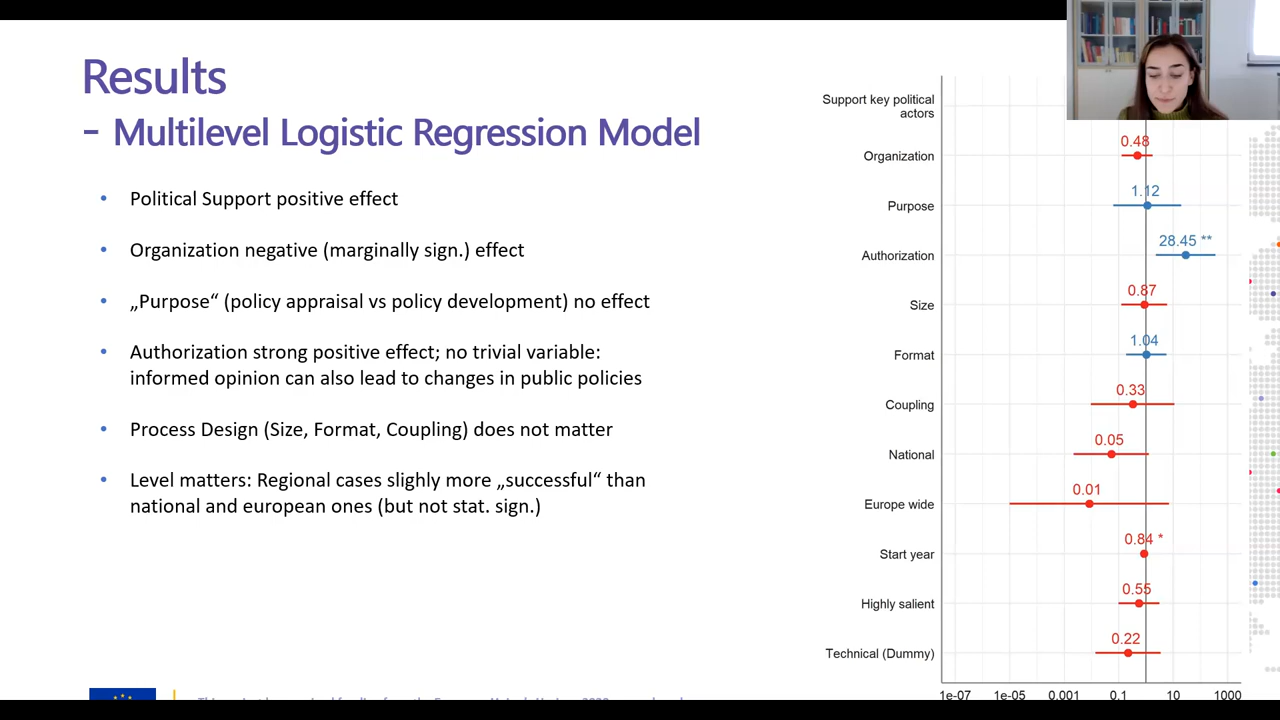 Results
- Multilevel Logistic Regression Model
• Political Support positive effect
• Organization negative (marginally sign.) effect
• „Purpose“ (policy appraisal vs policy development) no effect
• Authorization strong positive effect; no trivial variable:
informed opinion can also lead to changes in public policies
• Process Design (Size, Format, Coupling) does not matter
• Level matters: Regional cases slighly more „successful“ than
national and european ones (but not stat. sign.)
Support key political
actors
Organization
0.48
Purpose
1.12
Authorization
28.45 **
Size
0.87
Format
1.04
Coupling
0.33
National
0.05
Europe wide
0.01
Start year
0.84 *
Highly salient
0.55
Technical (Dummy)
0.22
1e-07 1e-05 0.001 0.1 10 1000